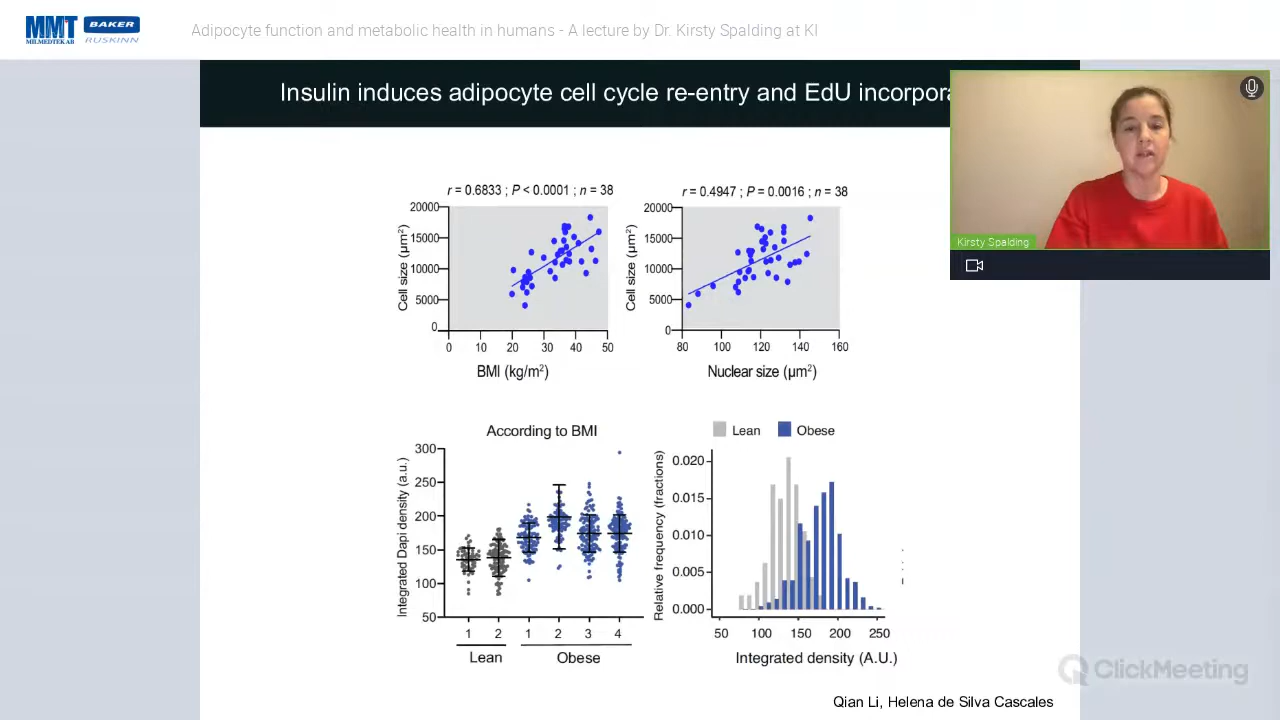 MMT
MILMEDTEK AB
BAKER
RUSKINN
Adipocyte function and metabolic health in humans - A lecture by Dr. Kirsty Spalding at KI
Insulin induces adipocyte cell cycle re-entry and EdU incorpora
Kirsty Spalding
r = 0.6833 ; P < 0.0001 ; n = 38
20000
15000
10000
5000
0
Cell size (µm²)
0 10 20 30 40 50
BMI (kg/m²)
r = 0.4947 ; P = 0.0016 ; n = 38
20000
15000
10000
5000
0
Cell size (µm²)
80 100 120 140 160
Nuclear size (µm²)
According to BMI
300
250
200
150
100
50
Integrated Dapi density (a.u.)
1 2 1 2 3 4
Lean Obese
Lean Obese
0.020
0.015
0.010
0.005
0.000
Relative frequency (fractions)
50 100 150 200 250
Integrated density (A.U.)
ClickMeeting
Qian Li, Helena de Silva Cascales